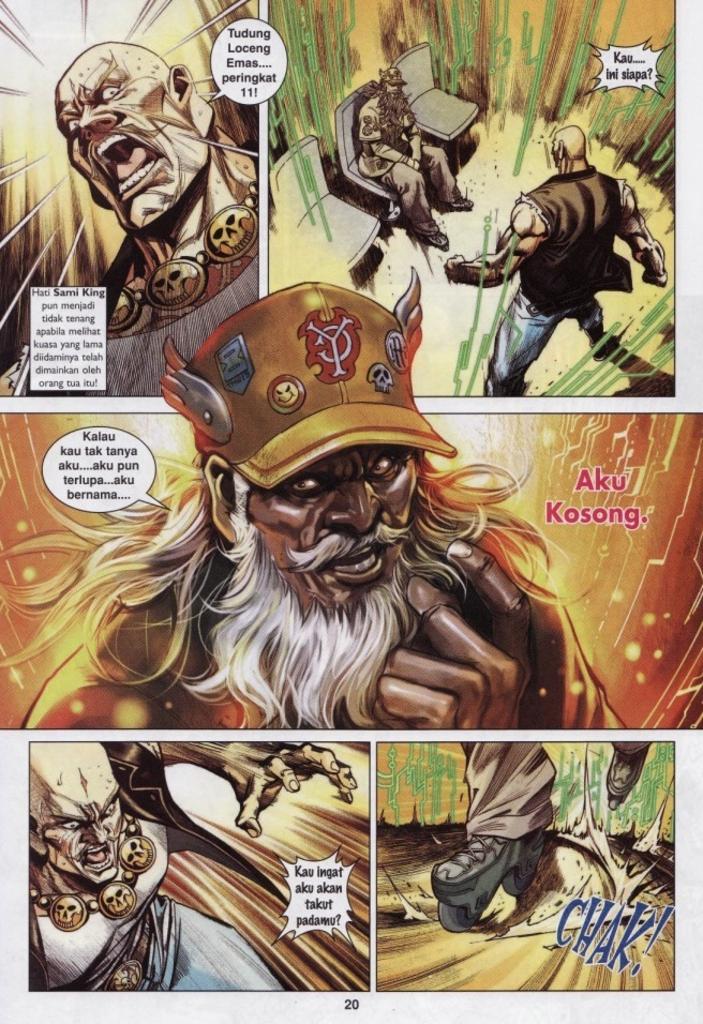 Tudung
Loceng
Emas....
peringkat
11!
Hati Sami King
pun menjadi
tidak tenang
apabila melihat
kuasa yang lama
diidaminya telah
dimainkan oleh
orang tua itu!
Kau.....
ini siapa?
Kalau
kau tak tanya
aku....aku pun
terlupa...aku
bernama....
Aku
Kosong.
Kau ingat
aku akan
takut
padamu?
CHAK!
20